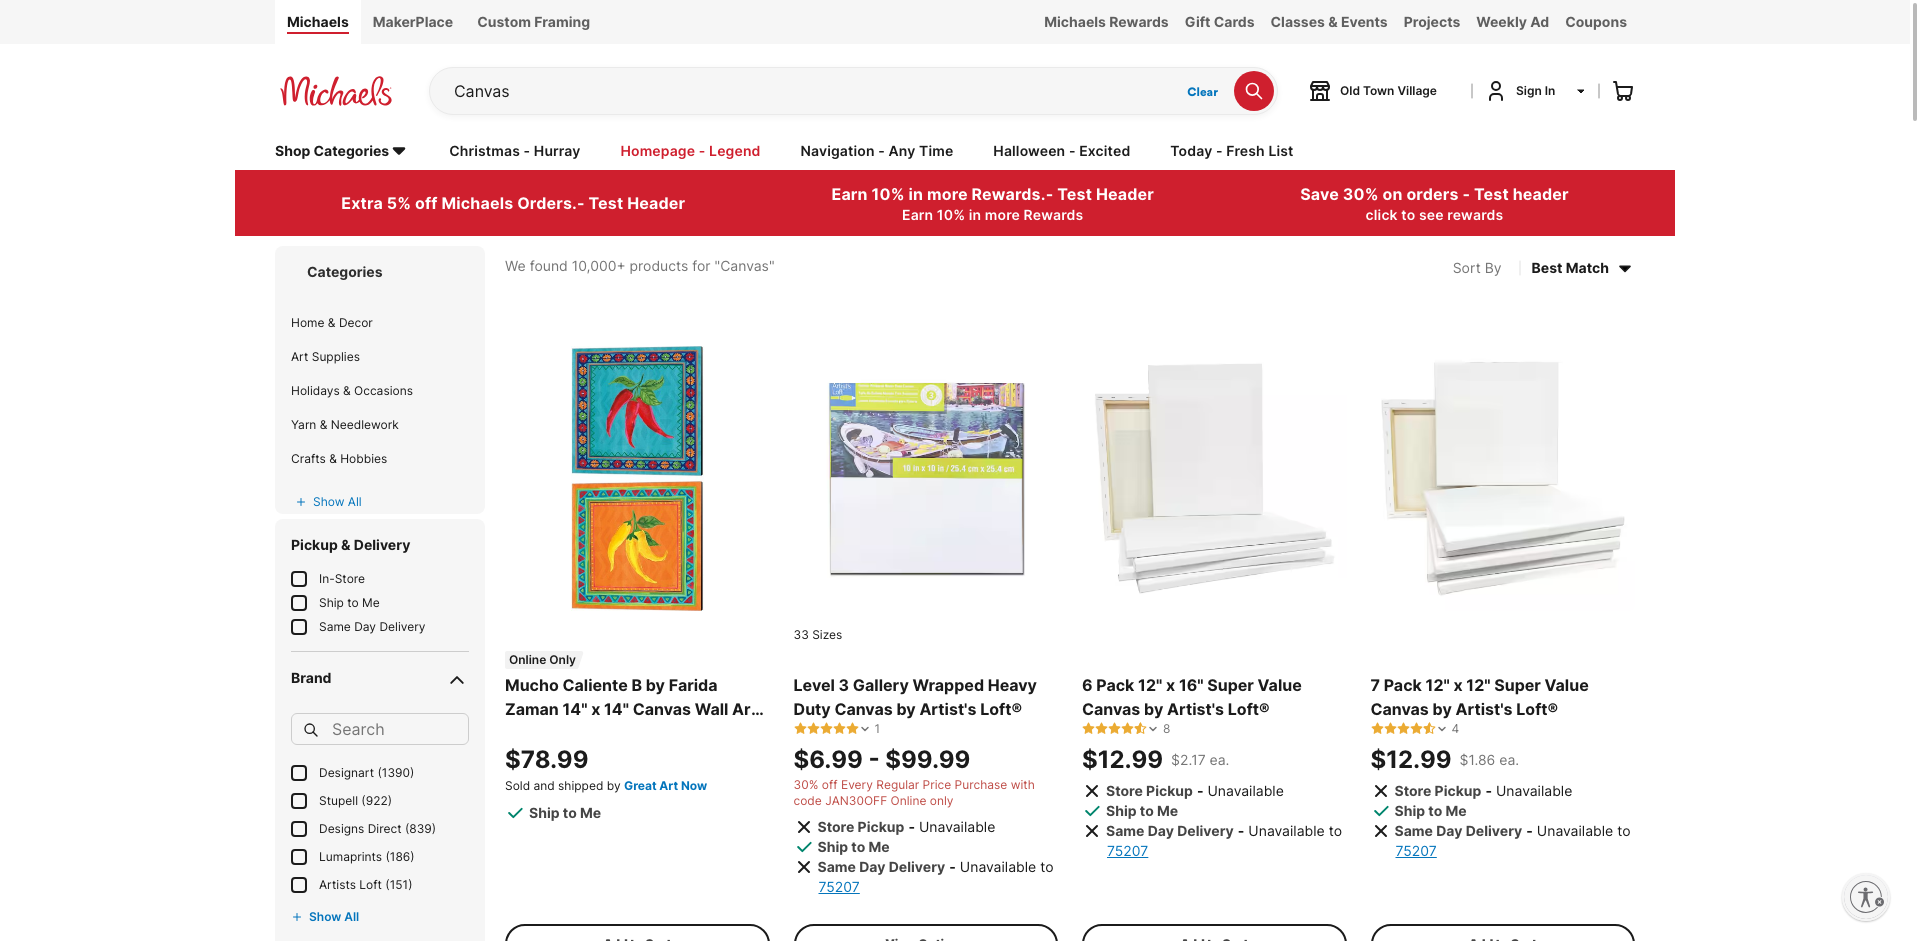 Michaels MakerPlace Custom Framing Michaels Rewards Gift Cards Classes & Events Projects Weekly Ad Coupons
Michaels Canvas Clear Old Town Village Sign In
Shop Categories Christmas - Hurray Homepage - Legend Navigation - Any Time Halloween - Excited Today - Fresh List
Extra 5% off Michaels Orders.- Test Header
Earn 10% in more Rewards.- Test Header
Earn 10% in more Rewards
Save 30% on orders - Test header
click to see rewards
Categories
Home & Decor
Art Supplies
Holidays & Occasions
Yarn & Needlework
Crafts & Hobbies
+ Show All
Pickup & Delivery
In-Store
Ship to Me
Same Day Delivery
Brand
Search
Designart (1390)
Stupell (922)
Designs Direct (839)
Lumaprints (186)
Artists Loft (151)
+ Show All
We found 10,000+ products for "Canvas"
Sort By Best Match
Online Only
Mucho Caliente B by Farida
Zaman 14" x 14" Canvas Wall Ar...
$78.99
Sold and shipped by Great Art Now
Ship to Me
3
10 in x 10 in / 25.4 cm x 25.4 cm
33 Sizes
Level 3 Gallery Wrapped Heavy
Duty Canvas by Artist's Loft®
1
$6.99 - $99.99
30% off Every Regular Price Purchase with
code JAN30OFF Online only
Store Pickup - Unavailable
Ship to Me
Same Day Delivery - Unavailable to
75207
6 Pack 12" x 16" Super Value
Canvas by Artist's Loft®
8
$12.99 $2.17 ea.
Store Pickup - Unavailable
Ship to Me
Same Day Delivery - Unavailable to
75207
7 Pack 12" x 12" Super Value
Canvas by Artist's Loft®
4
$12.99 $1.86 ea.
Store Pickup - Unavailable
Ship to Me
Same Day Delivery - Unavailable to
75207